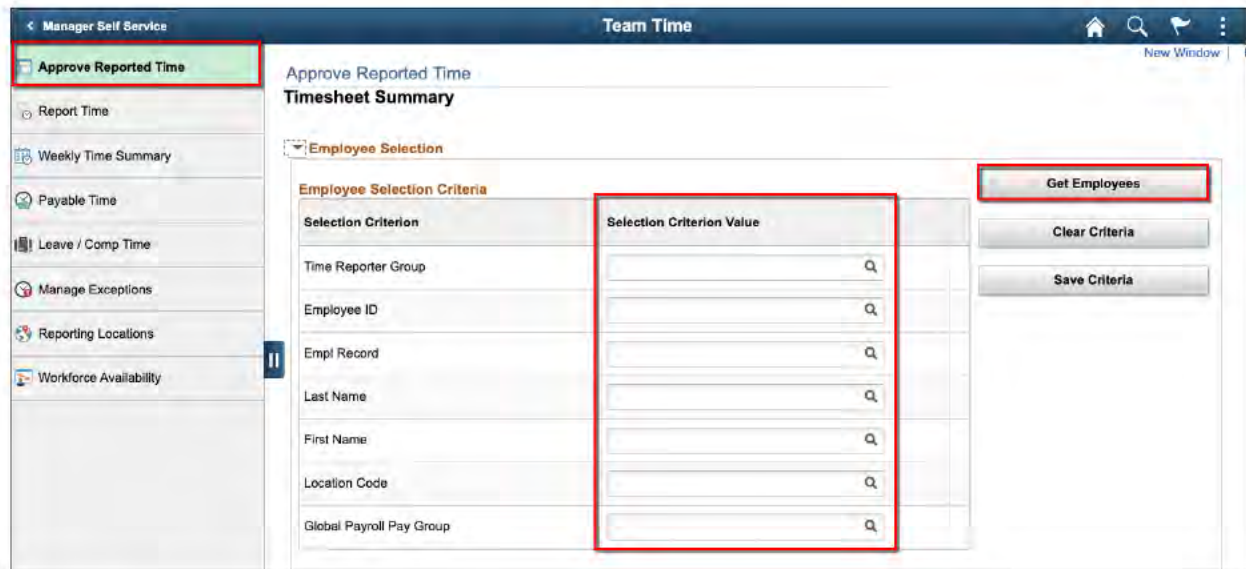 Manager Self Service
Team Time
New Window
Approve Reported Time
Report Time
Weekly Time Summary
Payable Time
Leave / Comp Time
Manage Exceptions
Reporting Locations
Workforce Availability
Approve Reported Time
Timesheet Summary
Employee Selection
Employee Selection Criteria
Selection Criterion
Selection Criterion Value
Time Reporter Group
Employee ID
Empl Record
Last Name
First Name
Location Code
Global Payroll Pay Group
Get Employees
Clear Criteria
Save Criteria